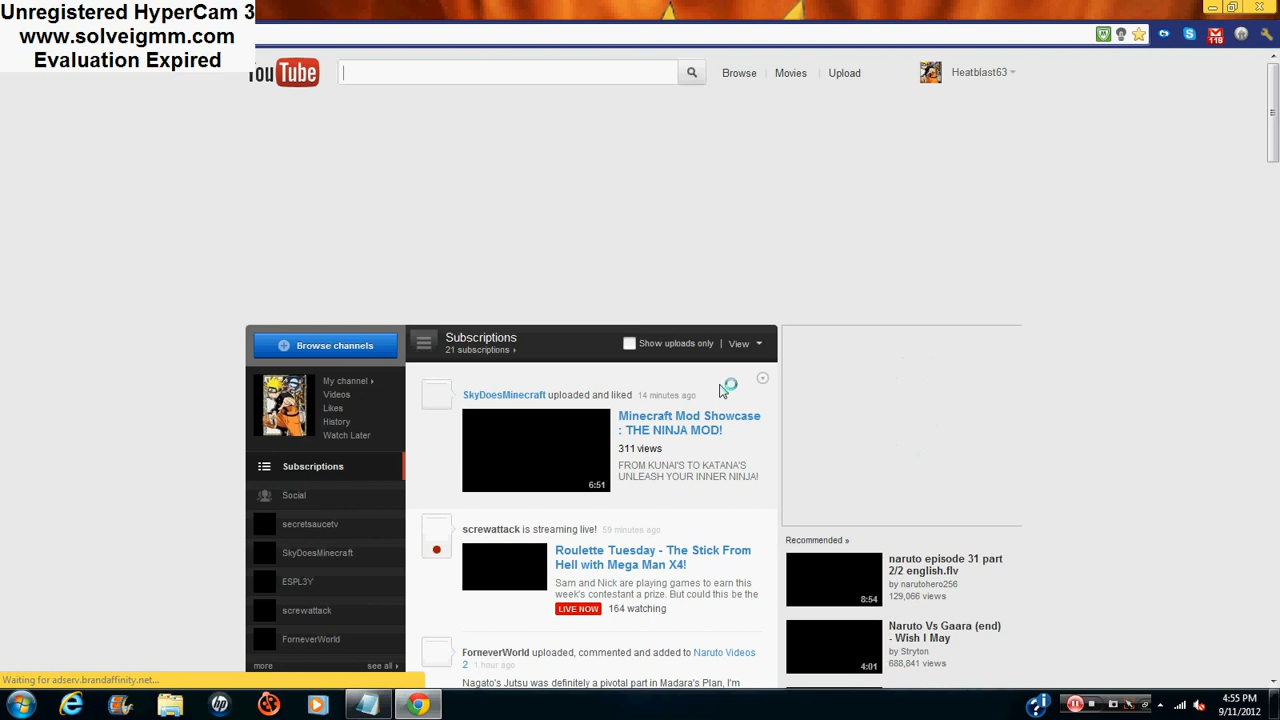 Unregistered HyperCam 3
www.solveigmm.com
Evaluation Expired
119
YouTube
Browse
Movies
Upload
Heatblast63
Browse channels
My channel
Videos
Likes
History
Watch Later
Subscriptions
Social
secretsaucetv
SkyDoesMinecraft
ESPL3Y
screwattack
ForneverWorld
more
see all
Subscriptions
21 subscriptions
Show uploads only | View
SkyDoesMinecraft uploaded and liked 14 minutes ago
6:51
Minecraft Mod Showcase
: THE NINJA MOD!
311 views
FROM KUNAI'S TO KATANA'S
UNLEASH YOUR INNER NINJA!
screwattack is streaming live! 59 minutes ago
Roulette Tuesday - The Stick From
Hell with Mega Man X4!
Sam and Nick are playing games to earn this
week's contestant a prize. But could this be the
LIVE NOW 164 watching
ForneverWorld uploaded, commented and added to Naruto Videos
2 1 hour ago
Nagato's Jutsu was definitely a pivotal part in Madara's Plan, I'm
Recommended »
8:54
naruto episode 31 part
2/2 english.flv
by narutohero256
129,066 views
4:01
Naruto Vs Gaara (end)
- Wish I May
by Stryton
688,841 views
Waiting for adserv.brandaffinity.net...
4:55 PM
9/11/2012